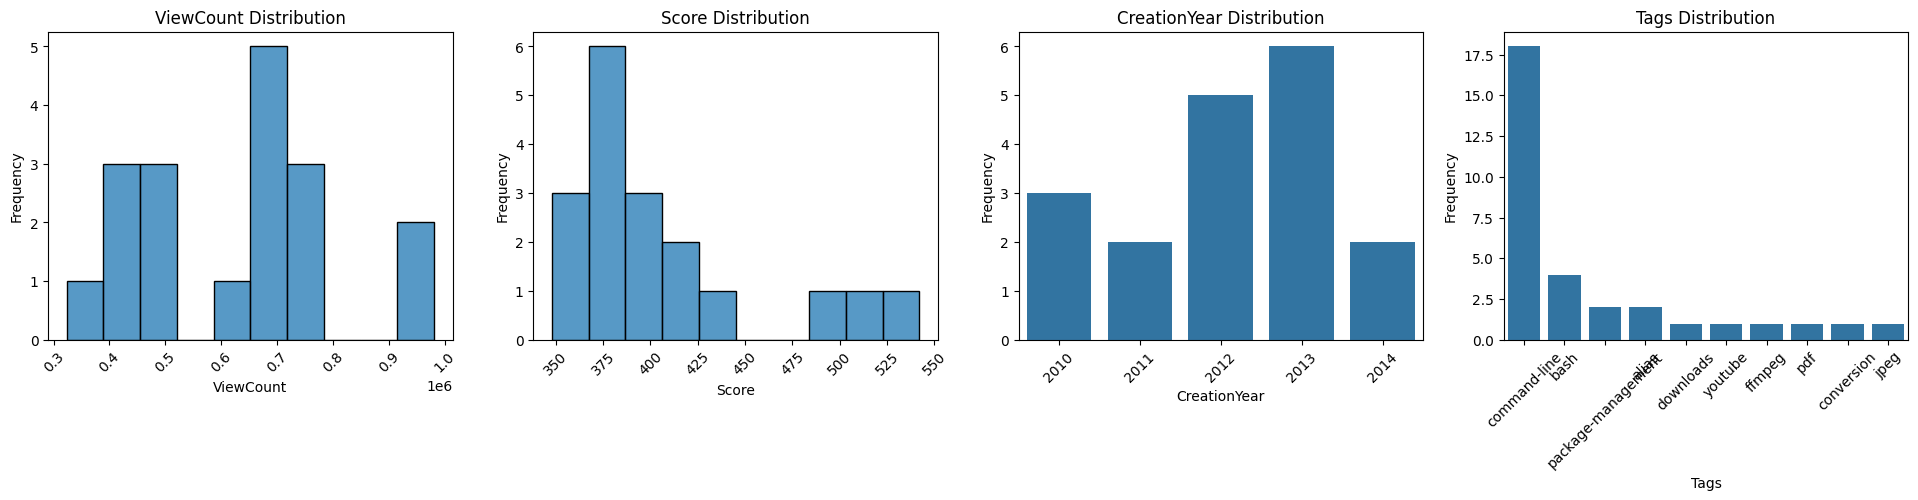 ViewCount Distribution
Frequency
5
4
3
2
1
0
0.3
0.4
0.5
0.6
0.7
0.8
0.9
1.0
1e6
ViewCount
Score Distribution
Frequency
6
5
4
3
2
1
0
350
375
400
425
450
475
500
525
550
Score
CreationYear Distribution
Frequency
6
5
4
3
2
1
0
2010
2011
2012
2013
2014
CreationYear
Tags Distribution
Frequency
17.5
15.0
12.5
10.0
7.5
5.0
2.5
0.0
command-line
bash
package-management
alias
downloads
youtube
ffmpeg
pdf
conversion
jpeg
Tags